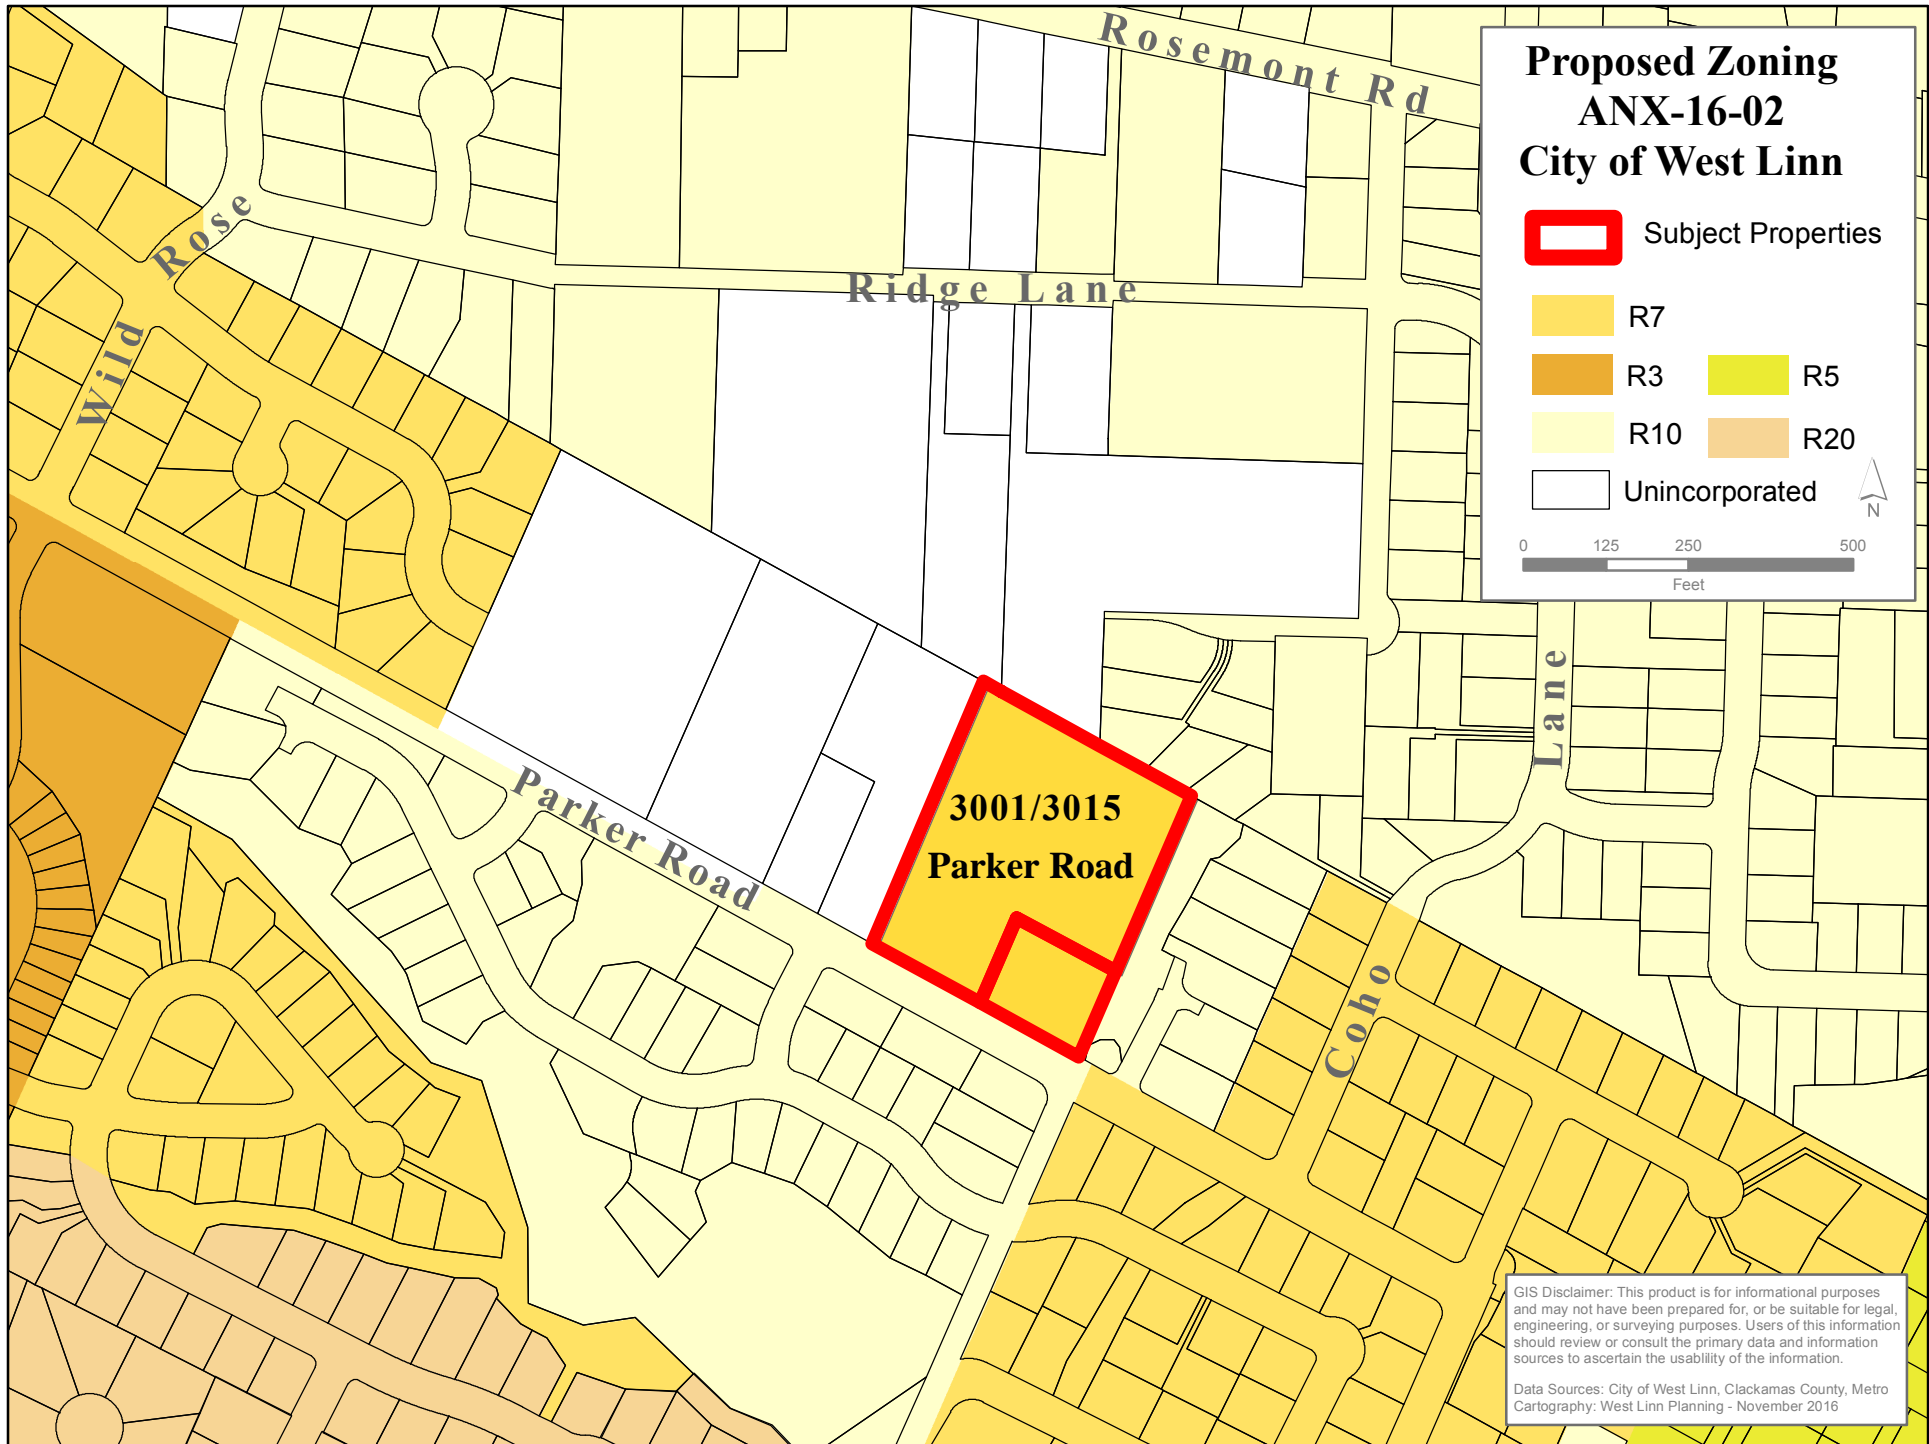 Rosemont Rd
Proposed Zoning
ANX-16-02
City of West Linn
Subject Properties
R7
R3
R5
R10
R20
Unincorporated
N
0 125 250 500
Feet
Rose
Wild
Ridge Lane
Lane
Coho
Parker Road
3001/3015
Parker Road
GIS Disclaimer: This product is for informational purposes
and may not have been prepared for, or be suitable for legal,
engineering, or surveying purposes. Users of this information
should review or consult the primary data and information
sources to ascertain the usablility of the information.
Data Sources: City of West Linn, Clackamas County, Metro
Cartography: West Linn Planning - November 2016